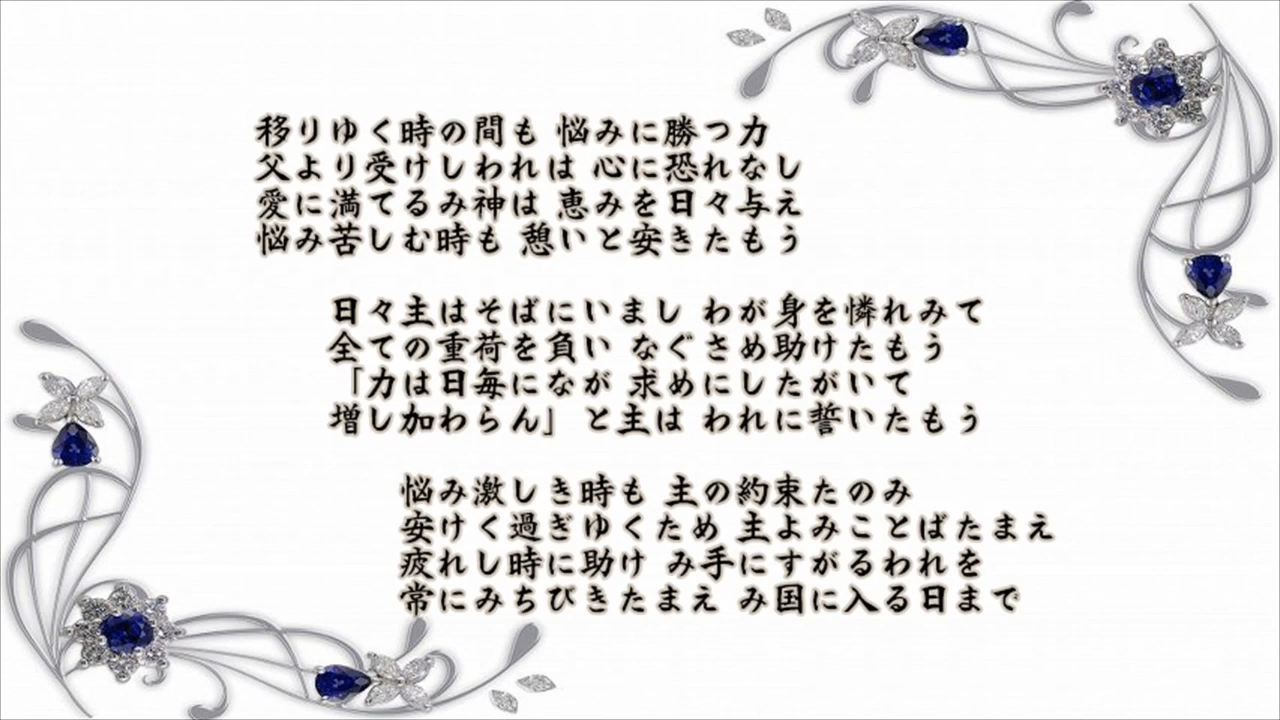 移りゆく時の間も 悩みに勝つ力
父より受けしわれは 心に恐れなし
愛に満てるみ神は 恵みを日々与え
悩み苦しむ時も 憩いと安きたもう
日々主はそばにいまし わが身を憐れみて
全ての重荷を負い なぐさめ助けたもう
「力は日毎になが 求めにしたがいて
増し加わらん」 と主は われに誓いたもう
悩み激しき時も 主の約束たのみ
安けく過ぎゆくため 主よみことばたまえ
疲れし時に助け み手にすがるわれを
常にみちびきたまえ み国に入る日まで